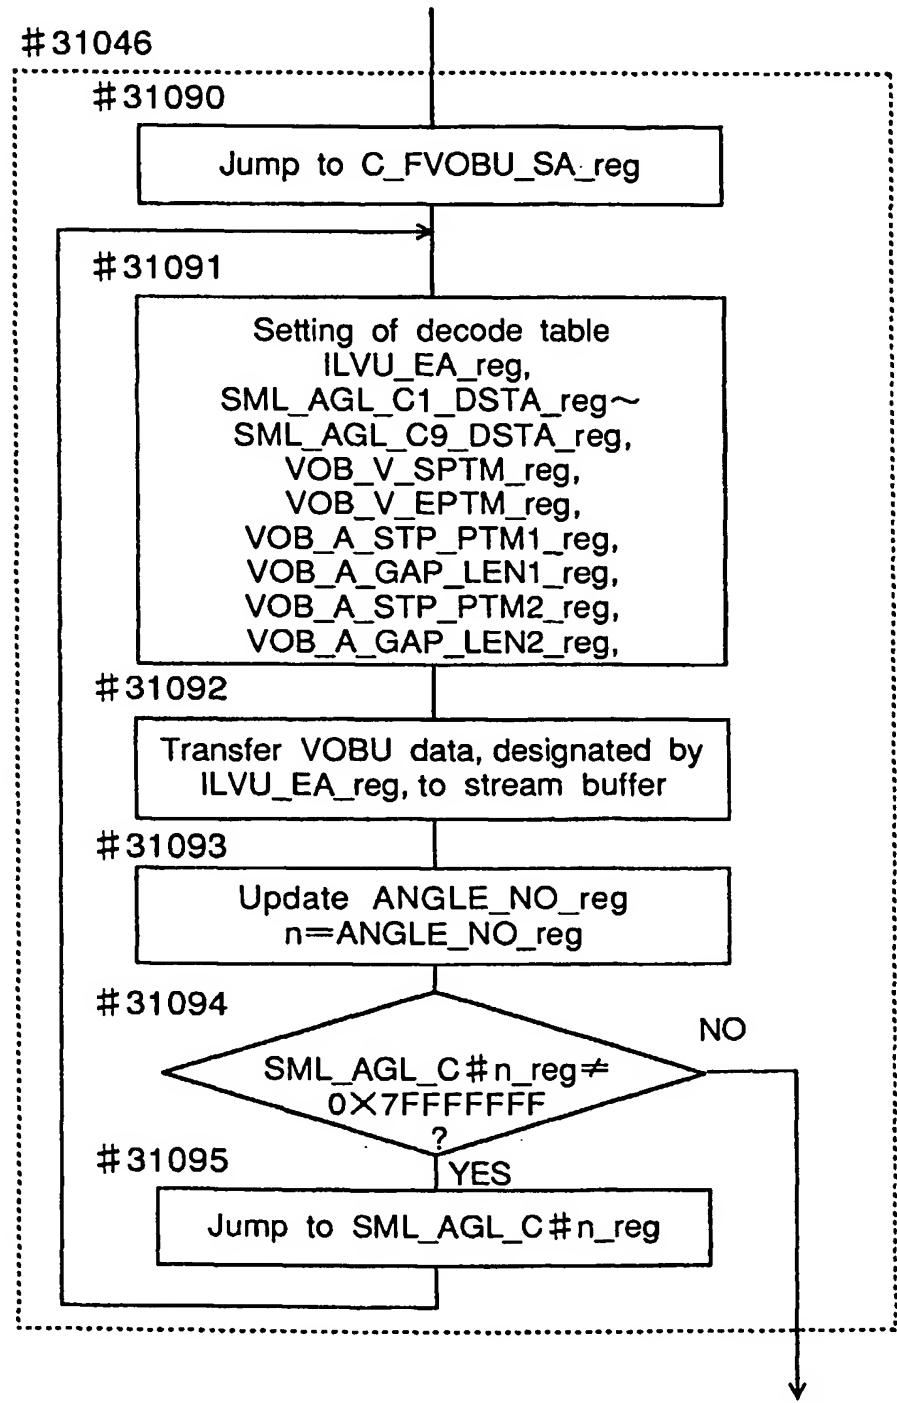 #31046
#31090
Jump to C_FVOBU_SA_reg
#31091
Setting of decode table
ILVU_EA_reg,
SML_AGL_C1_DSTA_reg~
SML_AGL_C9_DSTA_reg,
VOB_V_SPTM_reg,
VOB_V_EPTM_reg,
VOB_A_STP_PTM1_reg,
VOB_A_GAP_LEN1_reg,
VOB_A_STP_PTM2_reg,
VOB_A_GAP_LEN2_reg,
#31092
Transfer VOBU data, designated by
ILVU_EA_reg, to stream buffer
#31093
Update ANGLE_NO_reg
n=ANGLE_NO_reg
#31094
NO
SML_AGL_C#n_reg≠
0X7FFFFFFF
?
#31095
YES
Jump to SML_AGL_C#n_reg